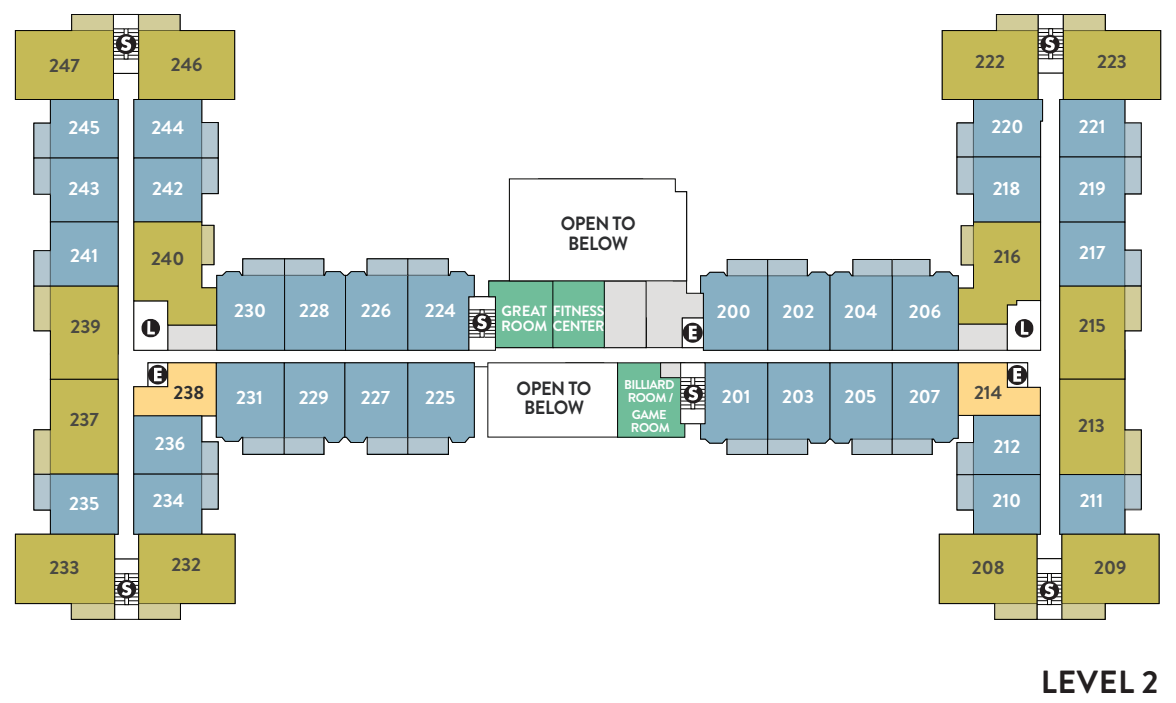 S
S
247
246
222
223
245
244
220
221
243
242
218
219
OPEN TO
BELOW
241
240
216
217
230
228
226
224
GREAT
ROOM
FITNESS
CENTER
200
202
204
206
239
L
S
E
L
215
E
238
231
229
227
225
OPEN TO
BELOW
BILLIARD
ROOM /
GAME
ROOM
S
201
203
205
207
214
E
237
236
212
213
235
234
210
211
233
232
208
209
S
S
LEVEL 2